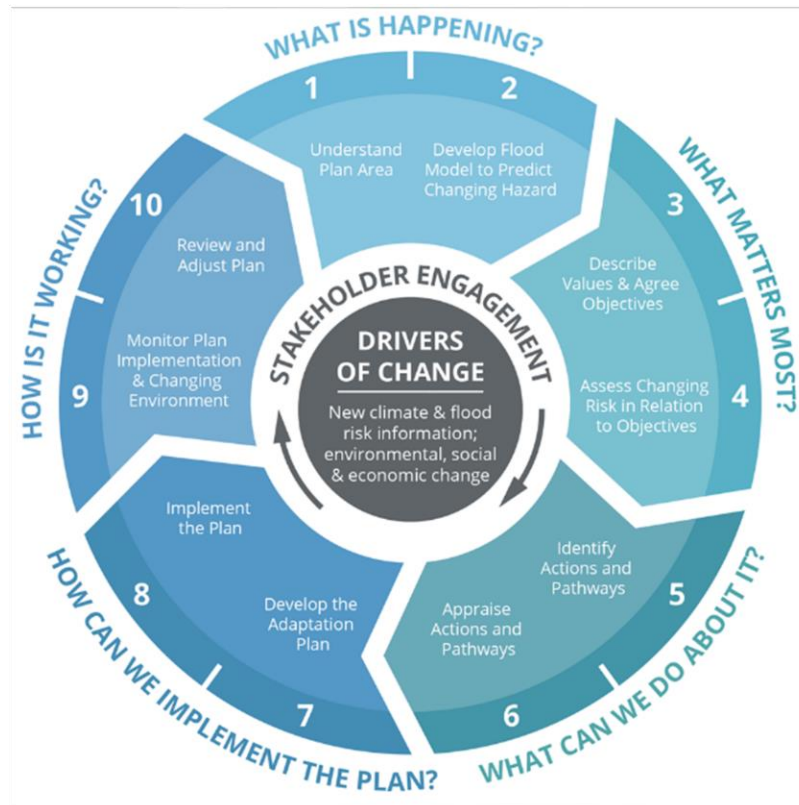 WHAT IS HAPPENING?
1
Understand
Plan Area
2
Develop Flood
Model to Predict
Changing Hazard
WHAT MATTERS MOST?
3
Describe
Values & Agree
Objectives
4
Assess Changing
Risk in Relation
to Objectives
WHAT CAN WE DO ABOUT IT?
5
Identify
Actions and
Pathways
6
Appraise
Actions and
Pathways
HOW CAN WE IMPLEMENT THE PLAN?
7
Develop the
Adaptation
Plan
8
Implement
the Plan
HOW IS IT WORKING?
9
Monitor Plan
Implementation
& Changing
Environment
10
Review and
Adjust Plan
STAKEHOLDER ENGAGEMENT
DRIVERS
OF CHANGE
New climate & flood
risk information;
environmental, social
& economic change